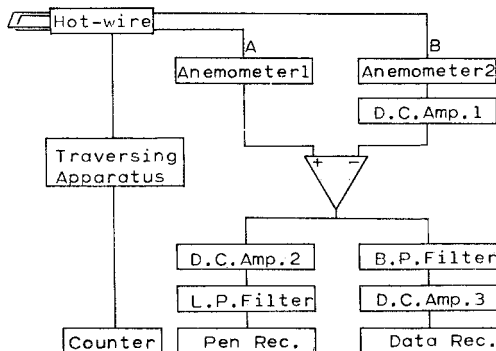 Hot-wire
A
B
Anemometer1
Anemometer2
D.C.Amp.1
Traversing
Apparatus
+
−
D.C.Amp.2
B.P.Filter
L.P.Filter
D.C.Amp.3
Counter
Pen Rec.
Data Rec.